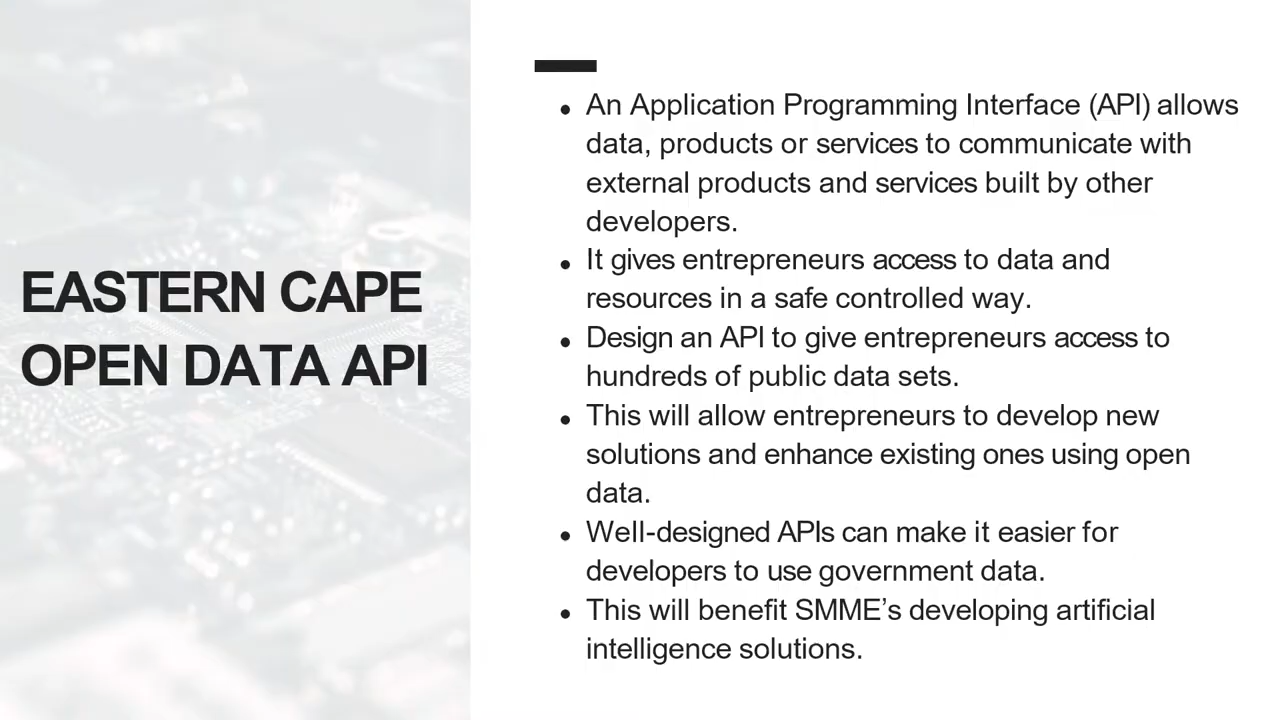 EASTERN CAPE
OPEN DATA API
• An Application Programming Interface (API) allows
data, products or services to communicate with
external products and services built by other
developers.
• It gives entrepreneurs access to data and
resources in a safe controlled way.
• Design an API to give entrepreneurs access to
hundreds of public data sets.
• This will allow entrepreneurs to develop new
solutions and enhance existing ones using open
data.
• Well-designed APIs can make it easier for
developers to use government data.
• This will benefit SMME’s developing artificial
intelligence solutions.